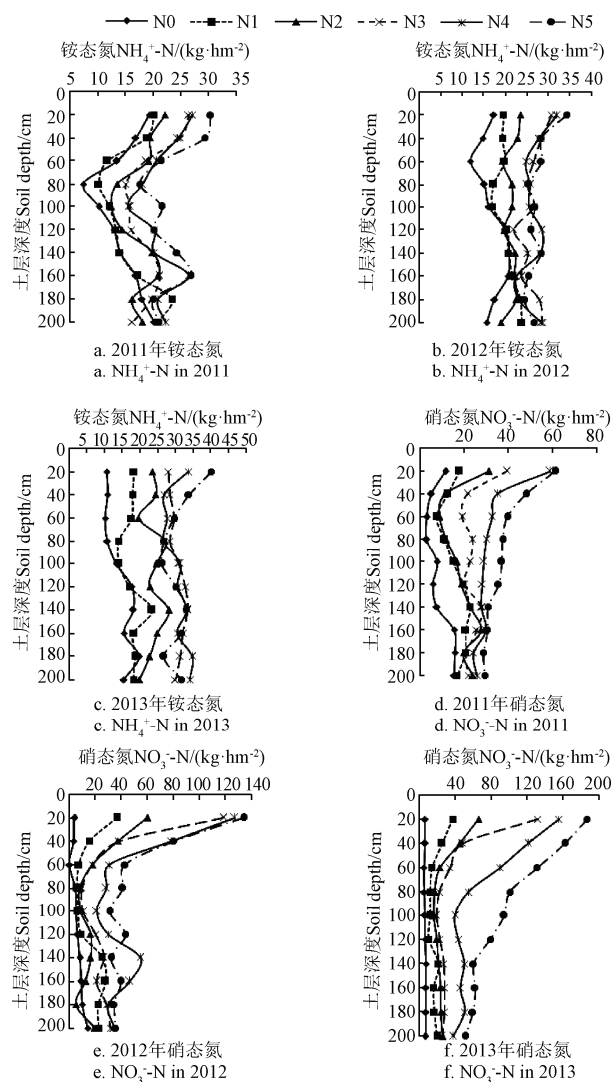 N0 N1 N2 N3 N4 N5
铵态氮NH₄⁺-N/(kg·hm⁻²) 铵态氮NH₄⁺-N/(kg·hm⁻²)
5 10 15 20 25 30 35 5 10 15 20 25 30 35 40
0 0
20 20
40 40
60 60
80 80
100 100
120 120
140 140
160 160
180 180
200 200
土层深度Soil depth/cm 土层深度Soil depth/cm
a. 2011年铵态氮 b. 2012年铵态氮
a. NH₄⁺-N in 2011 b. NH₄⁺-N in 2012
铵态氮NH₄⁺-N/(kg·hm⁻²) 硝态氮NO₃⁻-N/(kg·hm⁻²)
5 10 15 20 25 30 35 40 45 50 20 40 60 80
0 0
20 20
40 40
60 60
80 80
100 100
120 120
140 140
160 160
180 180
200 200
土层深度Soil depth/cm 土层深度Soil depth/cm
c. 2013年铵态氮 d. 2011年硝态氮
c. NH₄⁺-N in 2013 d. NO₃⁻-N in 2011
硝态氮NO₃⁻-N/(kg·hm⁻²) 硝态氮NO₃⁻-N/(kg·hm⁻²)
20 40 60 80 100 120 140 40 80 120 160 200
0 0
20 20
40 40
60 60
80 80
100 100
120 120
140 140
160 160
180 180
200 200
土层深度Soil depth/cm 土层深度Soil depth/cm
e. 2012年硝态氮 f. 2013年硝态氮
e. NO₃⁻-N in 2012 f. NO₃⁻-N in 2013